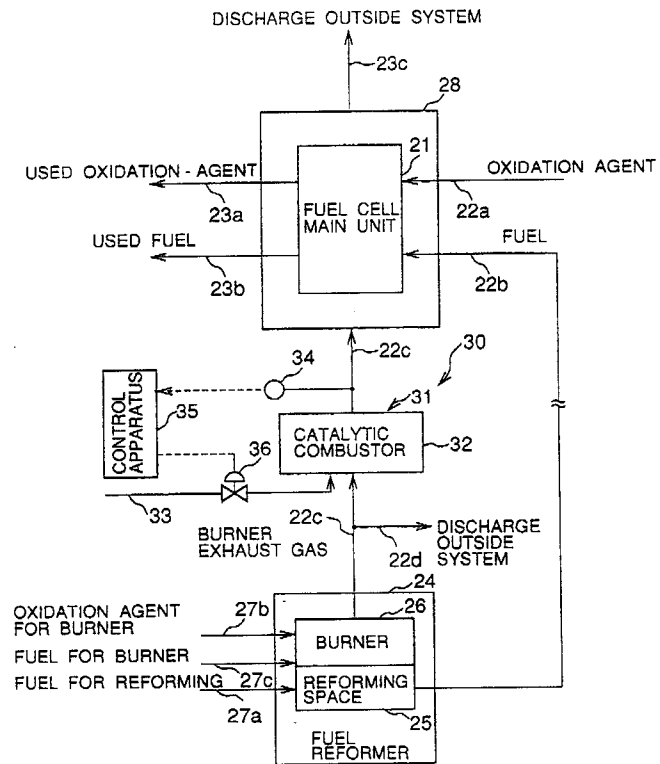 DISCHARGE OUTSIDE SYSTEM
23c
28
USED OXIDATION-AGENT
21
OXIDATION AGENT
23a
FUEL CELL
MAIN UNIT
22a
USED FUEL
FUEL
23b
22b
22c
30
34
31
CONTROL
APPARATUS
35
CATALYTIC
COMBUSTOR
32
36
33
22c
BURNER
EXHAUST GAS
22d
DISCHARGE
OUTSIDE
SYSTEM
24
OXIDATION AGENT
FOR BURNER
27b
26
BURNER
FUEL FOR BURNER
27c
FUEL FOR REFORMING
27a
REFORMING
SPACE
25
FUEL
REFORMER